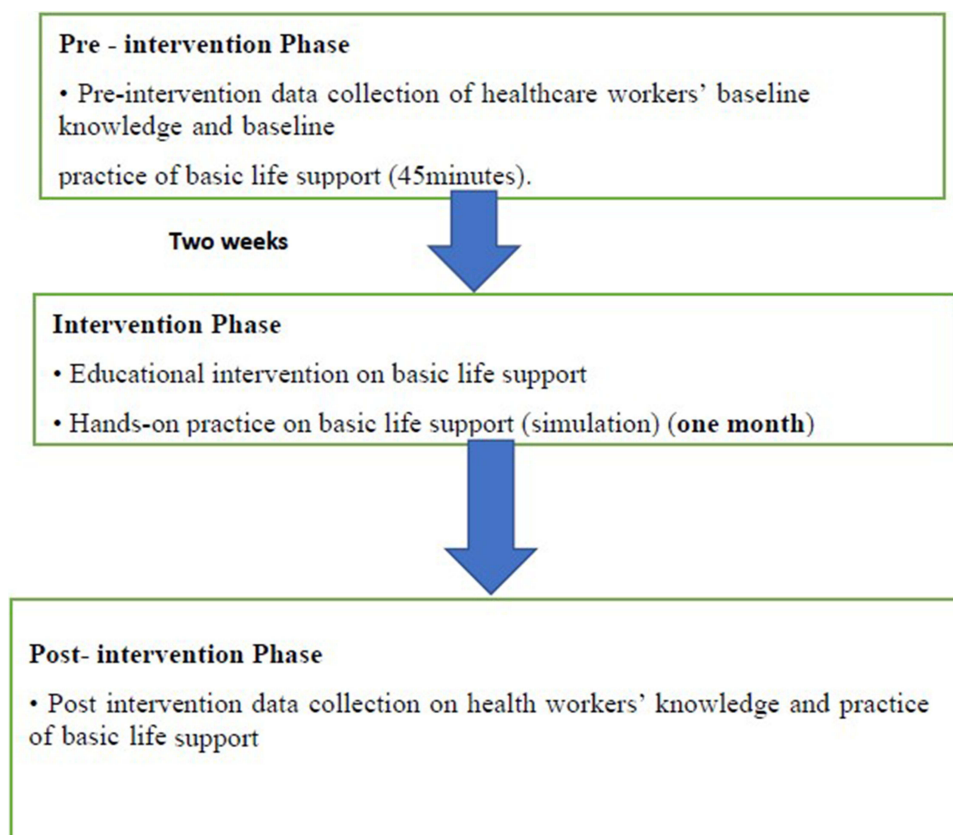 Pre - intervention Phase
• Pre-intervention data collection of healthcare workers’ baseline
knowledge and baseline
practice of basic life support (45minutes).
Two weeks
Intervention Phase
• Educational intervention on basic life support
• Hands-on practice on basic life support (simulation) (one month)
Post- intervention Phase
• Post intervention data collection on health workers’ knowledge and practice
of basic life support